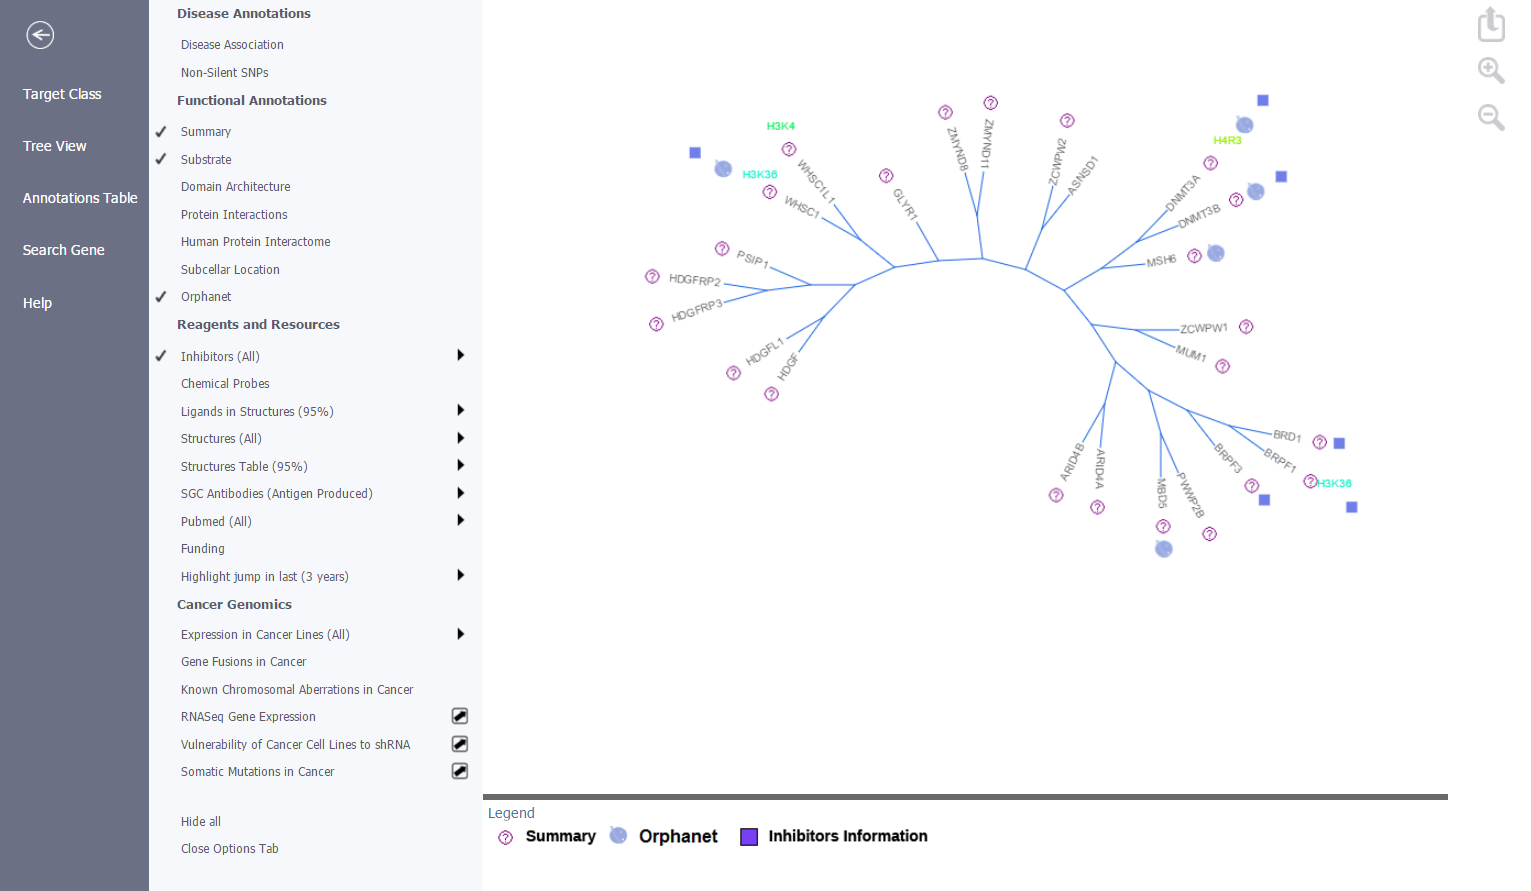 Target Class
Tree View
Annotations Table
Search Gene
Help
Disease Annotations
Disease Association
Non-Silent SNPs
Functional Annotations
Summary
Substrate
Domain Architecture
Protein Interactions
Human Protein Interactome
Subcellar Location
Orphanet
Reagents and Resources
Inhibitors (All)
Chemical Probes
Ligands in Structures (95%)
Structures (All)
Structures Table (95%)
SGC Antibodies (Antigen Produced)
Pubmed (All)
Funding
Highlight jump in last (3 years)
Cancer Genomics
Expression in Cancer Lines (All)
Gene Fusions in Cancer
Known Chromosomal Aberrations in Cancer
RNASeq Gene Expression
Vulnerability of Cancer Cell Lines to shRNA
Somatic Mutations in Cancer
Hide all
Close Options Tab
H3K4
H3K36
WHSC1L1
WHSC1
GLYR1
ZMYND8
ZMYND11
ZCWPW2
ASNSD1
H4R3
DNMT3A
DNMT3B
MSH6
PSIP1
HDGFRP2
HDGFRP3
HDGFL1
HDGF
ZCWPW1
MUM1
BRD1
BRPF1
H3K36
BRPF3
PWWP2B
MBD5
ARID4A
ARID4B
Legend
Summary
Orphanet
Inhibitors Information